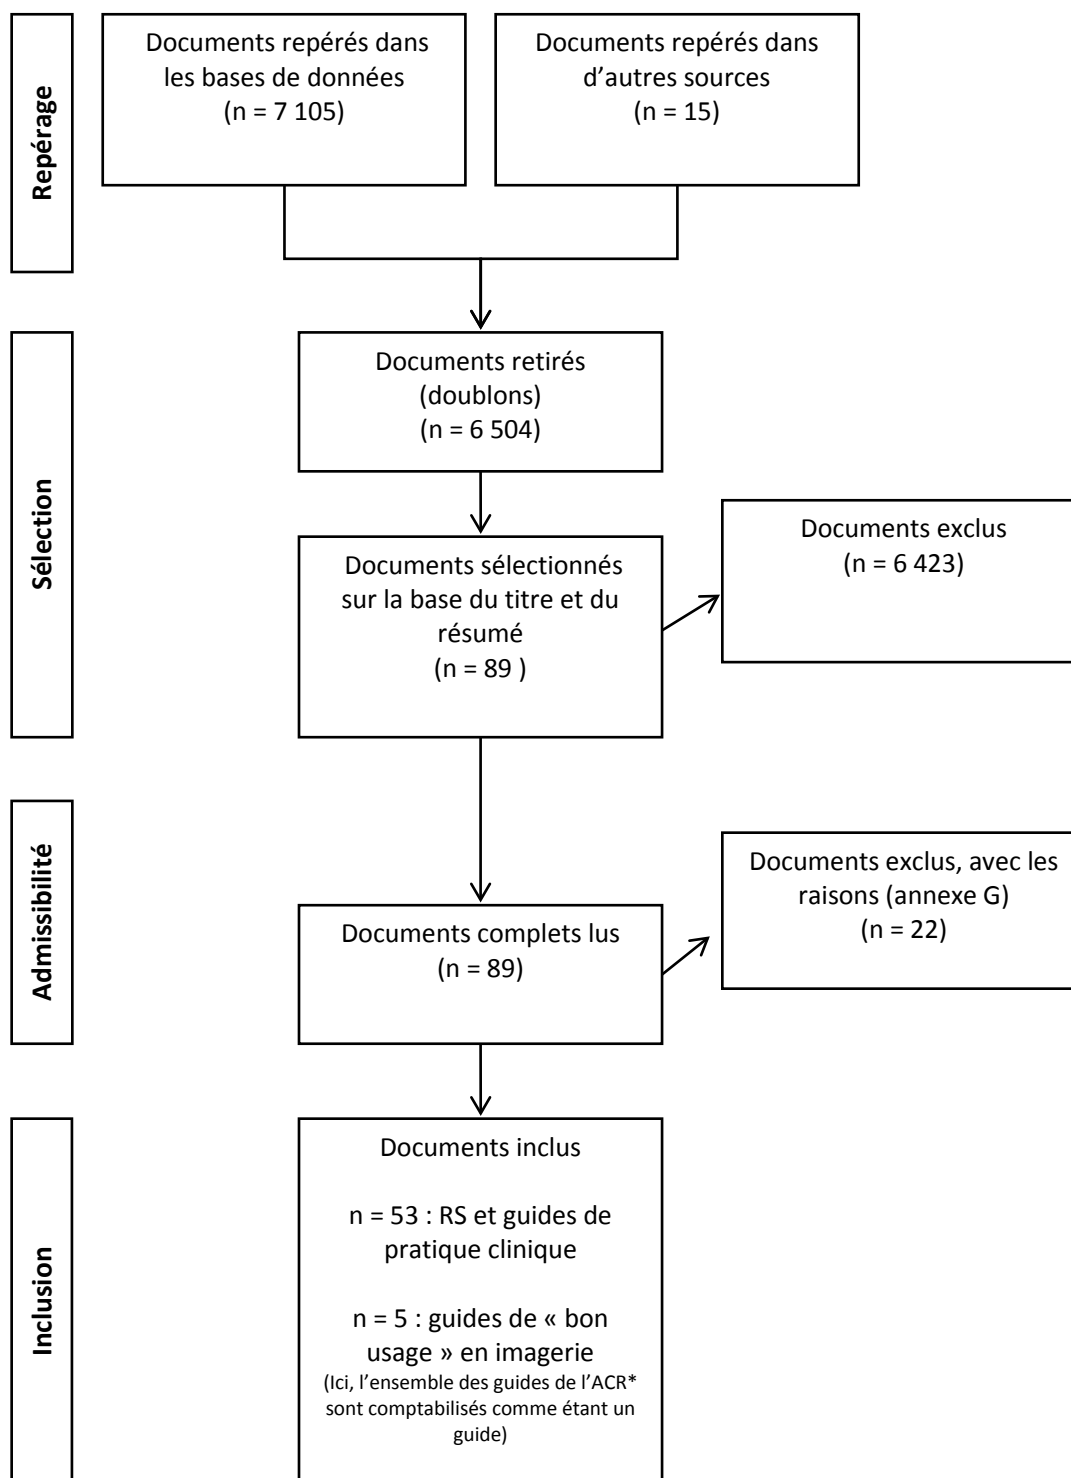 Repérage
Documents repérés dans
les bases de données
(n = 7 105)
Documents repérés dans
d’autres sources
(n = 15)
Sélection
Documents retirés
(doublons)
(n = 6 504)
Documents sélectionnés
sur la base du titre et du
résumé
(n = 89 )
Documents exclus
(n = 6 423)
Admissibilité
Documents complets lus
(n = 89)
Documents exclus, avec les
raisons (annexe G)
(n = 22)
Inclusion
Documents inclus
n = 53 : RS et guides de
pratique clinique
n = 5 : guides de « bon
usage » en imagerie
(Ici, l’ensemble des guides de l’ACR*
sont comptabilisés comme étant un
guide)